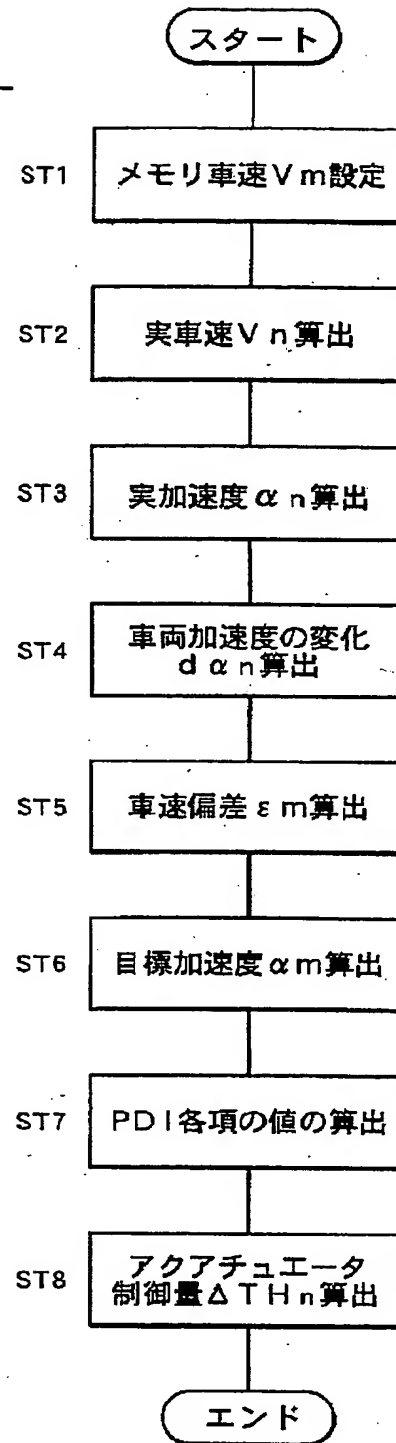 スタート
ST1 メモリ車速Vm設定
ST2 実車速Vn算出
ST3 実加速度αn算出
ST4 車両加速度の変化
dαn算出
ST5 車速偏差εm算出
ST6 目標加速度αm算出
ST7 PDI各項の値の算出
ST8 アクアチュエータ
制御量ΔTHn算出
エンド